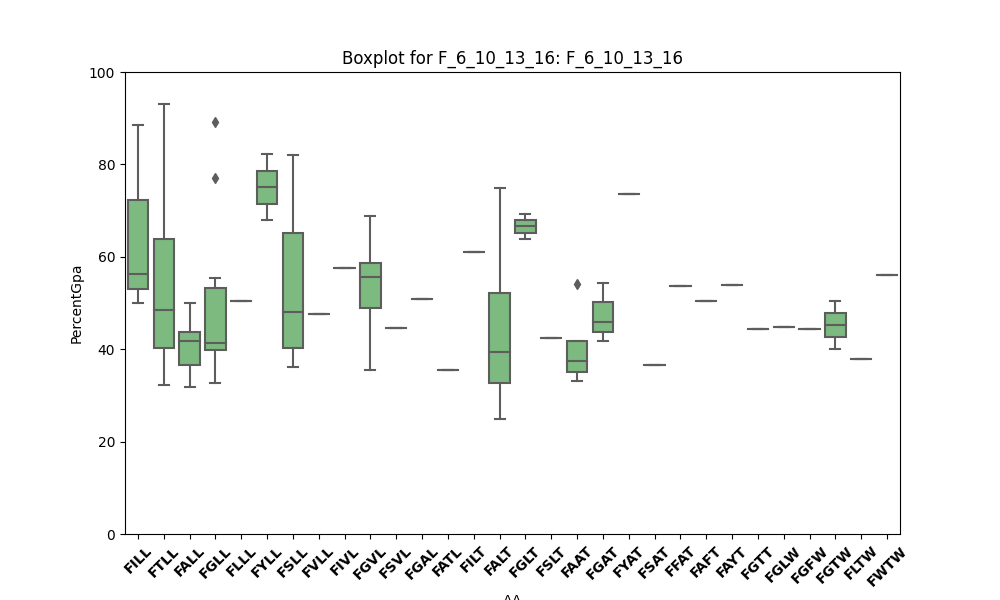 Boxplot for F_6_10_13_16: F_6_10_13_16
100
80
60
40
20
0
PercentGpa
FILL FTLL FALL FGLL FLLL FYLL FSLL FVLL FIVL FGVL FSVL FGAL FATL FILT FALT FGLT FSLT FAAT FGAT FYAT FSAT FFAT FAFT FAYT FGTT FGLW FGFW FGTW FLTW FWTW
AA